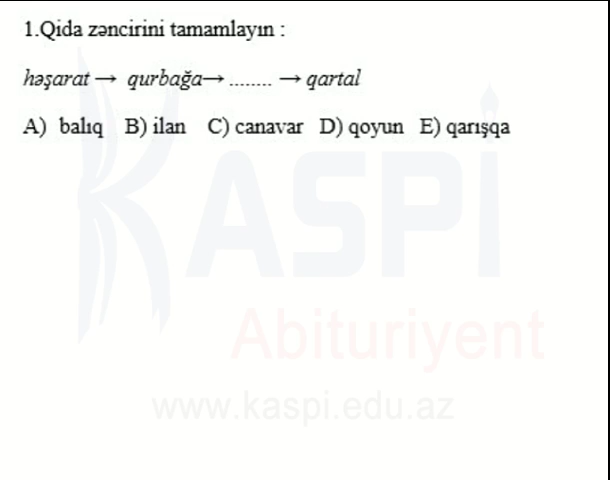 1.Qida zəncirini tamamlayın :
həşarat → qurbağa→ ........ → qartal
A) balıq B) ilan C) canavar D) qoyun E) qarışqa
KASPİ
Abituriyent
www.kaspi.edu.az